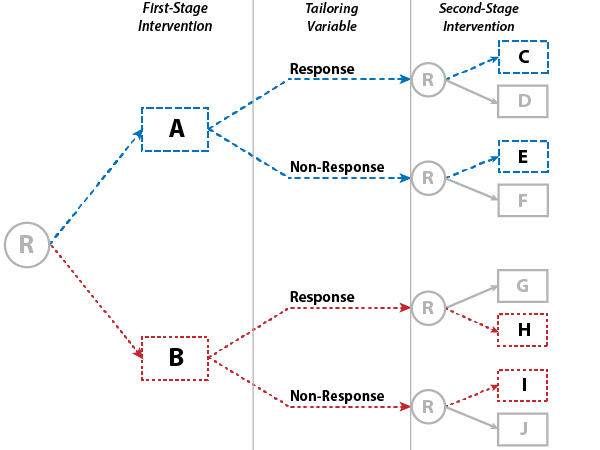 First-Stage
Intervention
Tailoring
Variable
Second-Stage
Intervention
Response
R
C
D
A
Non-Response
R
E
F
R
Response
R
G
H
B
Non-Response
R
I
J